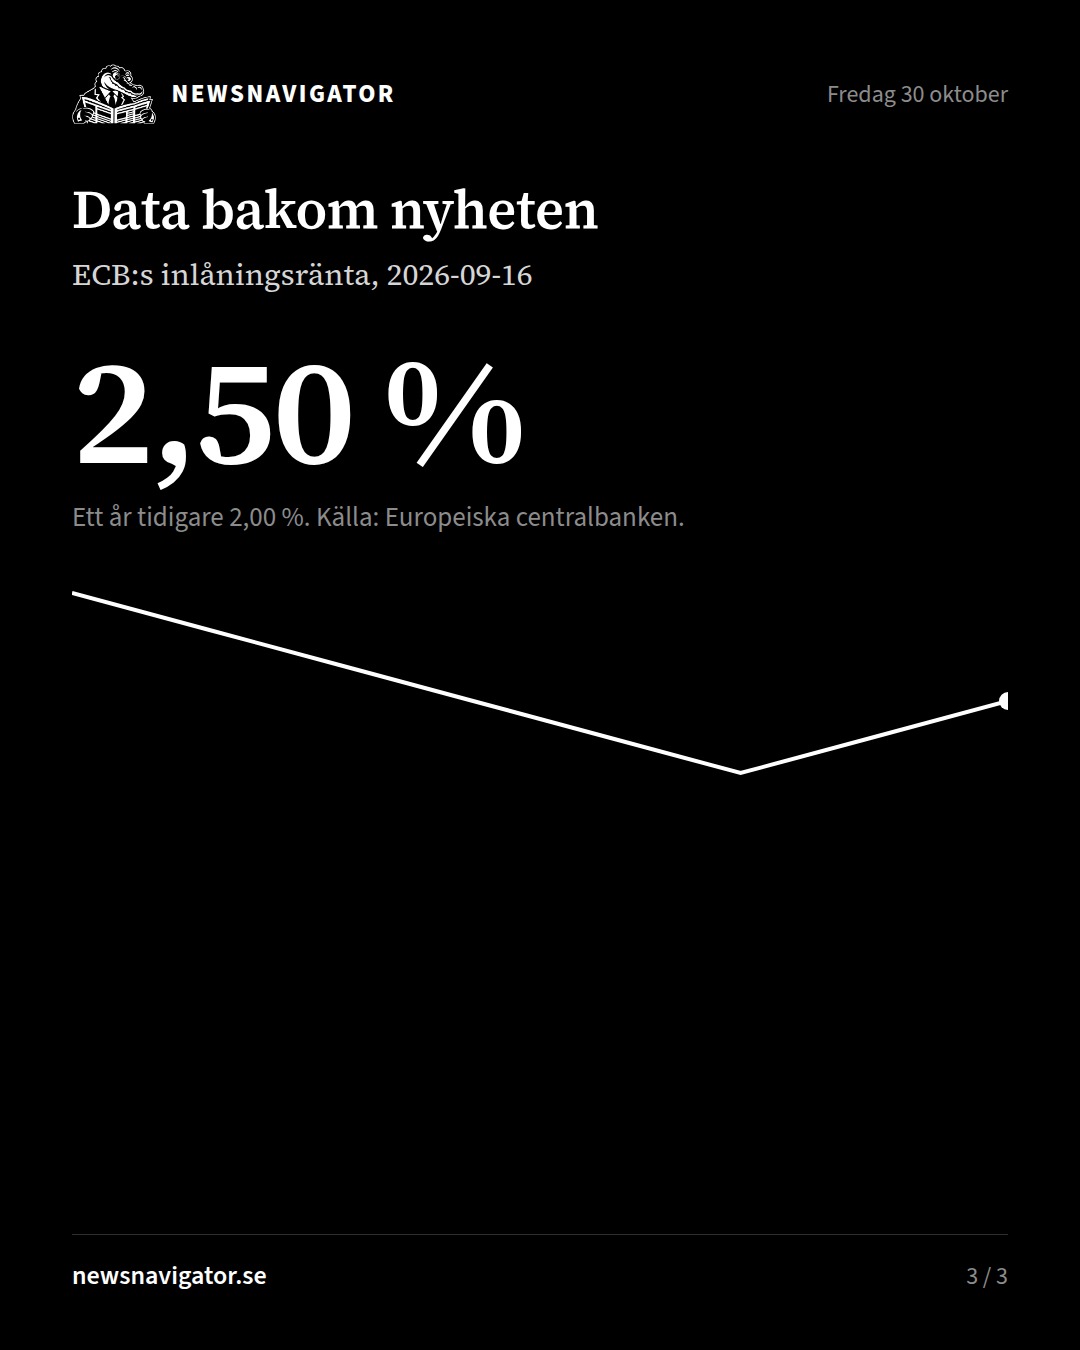 NEWSNAVIGATOR
Fredag 30 oktober
Data bakom nyheten
ECB:s inlåningsränta, 2026-09-16
2,50 %
Ett år tidigare 2,00 %. Källa: Europeiska centralbanken.
newsnavigator.se
3 / 3